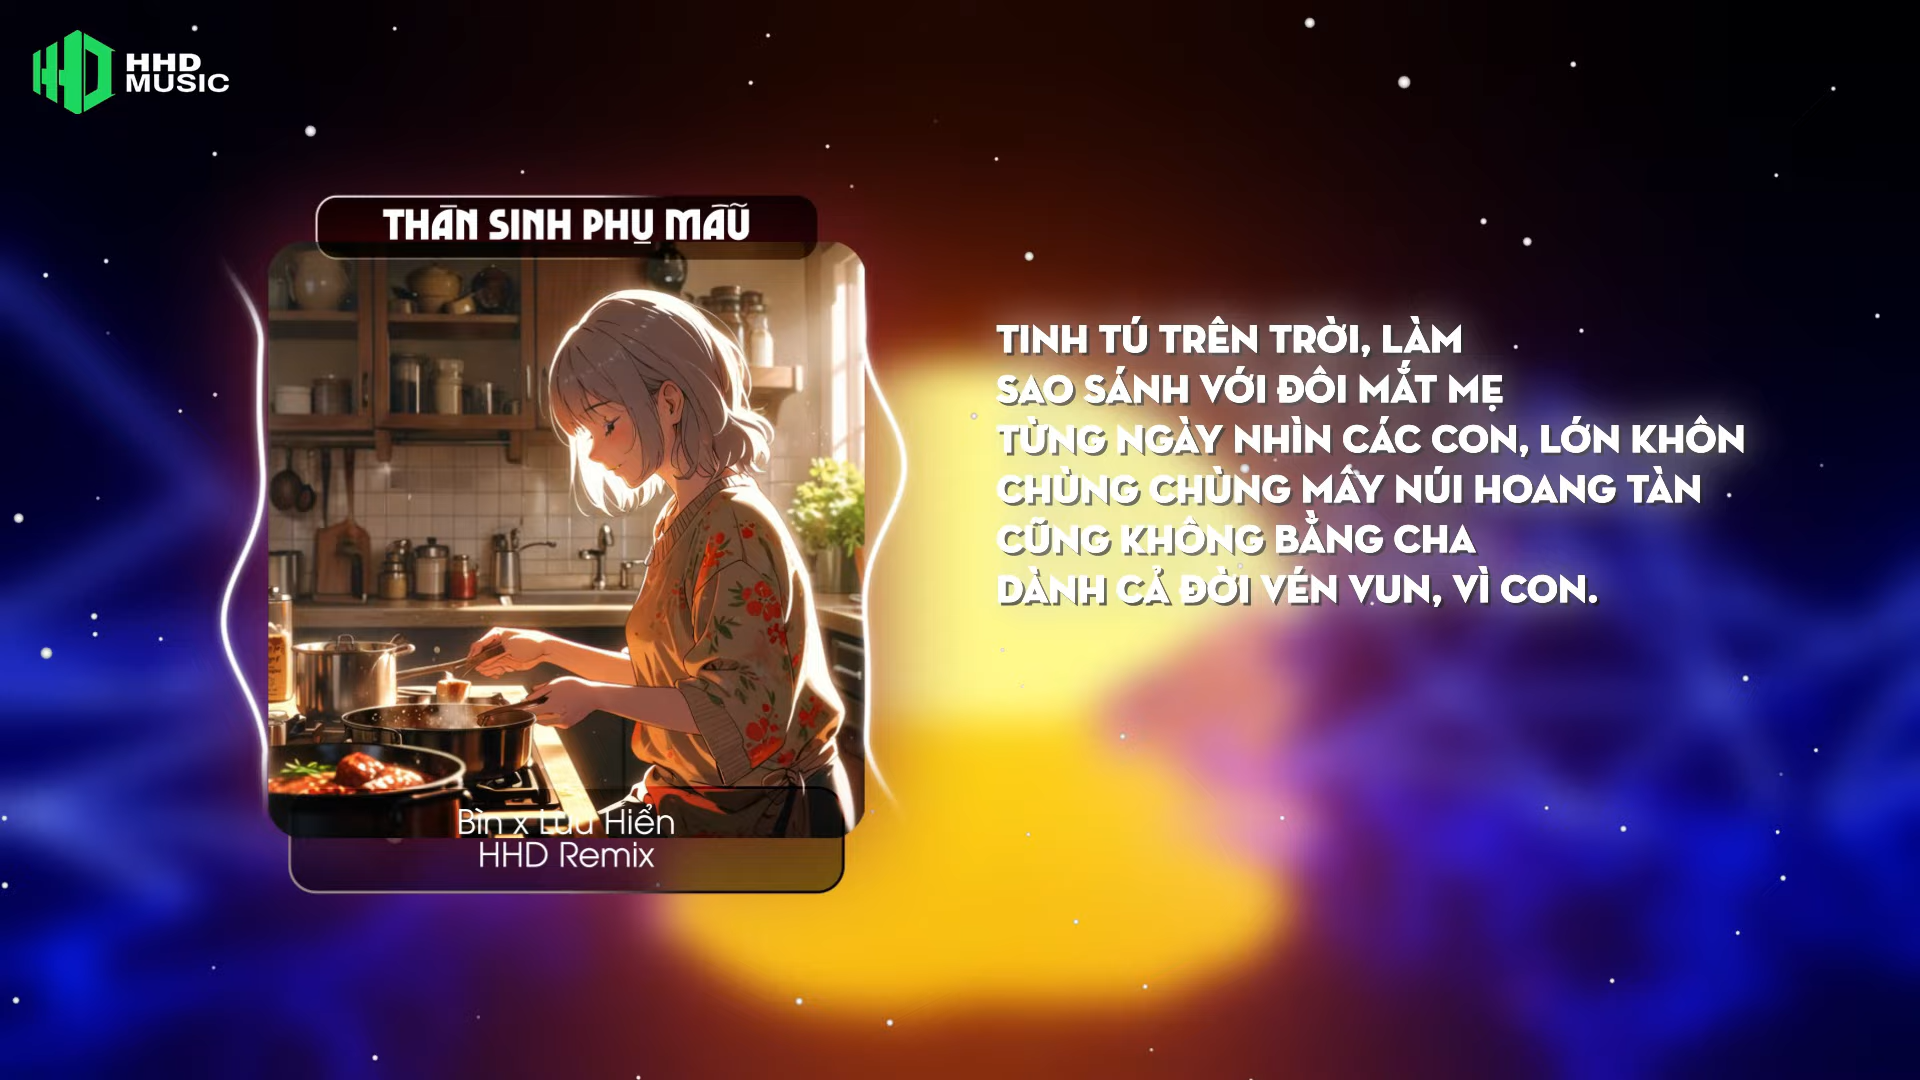 HHD
MUSIC
THÂN SINH PHỤ MẪŨ
TINH TÚ TRÊN TRỜI, LÀM
SAO SÁNH VỚI ĐÔI MẮT MẸ
TỪNG NGÀY NHÌN CÁC CON, LỚN KHÔN
CHÙNG CHÙNG MẤY NÚI HOANG TÀN
CŨNG KHÔNG BẰNG CHA
DÀNH CẢ ĐỜI VÉN VUN, VÌ CON.
Bìn x Lưu Hiển
HHD Remix